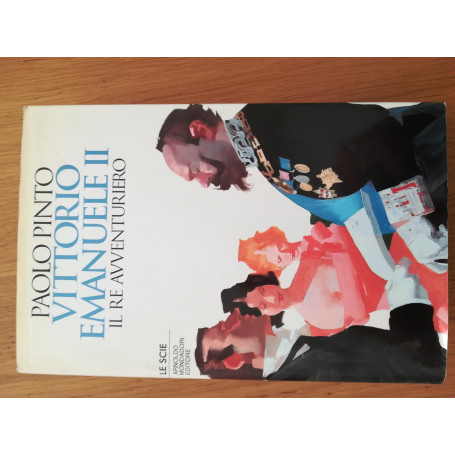 PAOLO PINTO
VITTORIO
EMANUELE II
IL RE AVVENTURIERO
LE SCIE
ARNOLDO
MONDADORI
EDITORE